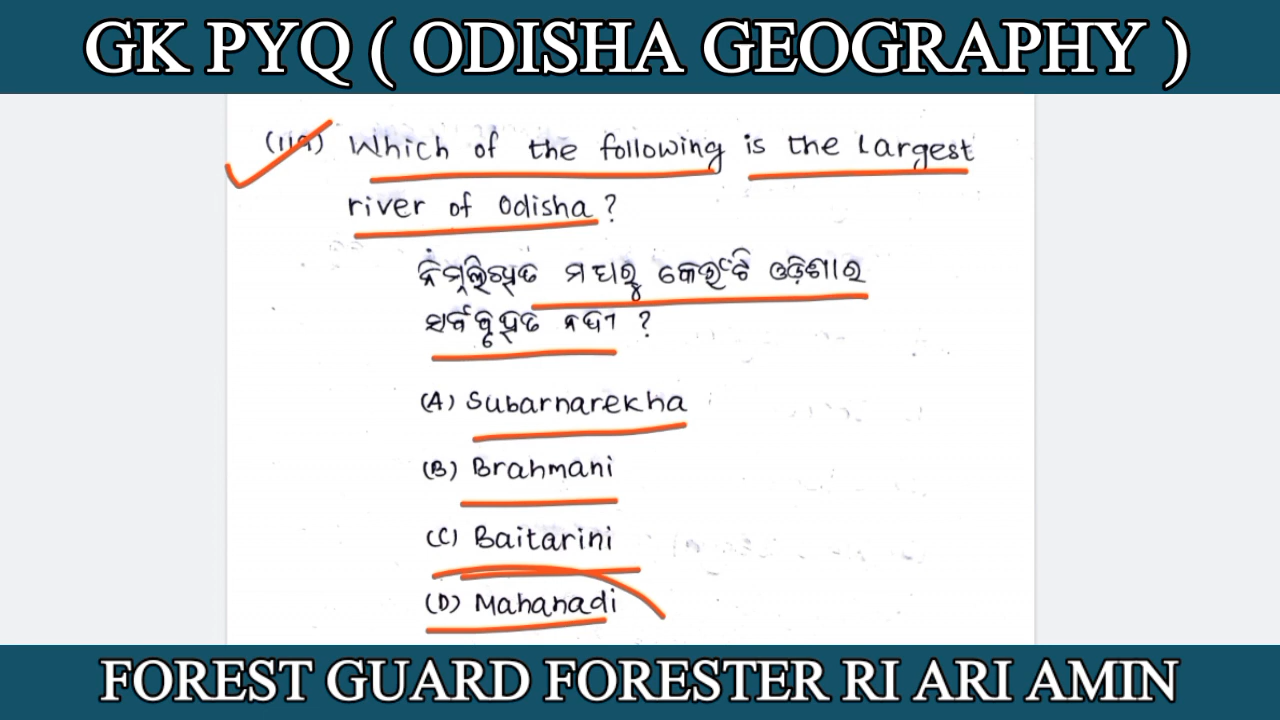 GK PYQ ( ODISHA GEOGRAPHY )
(119) Which of the following is the Largest
river of Odisha ?
ନିମ୍ନଲିଖିତ ମଧ୍ୟରୁ କେଉଁଟି ଓଡ଼ିଶାର
ସର୍ବବୃହତ ନଦୀ ?
(A) Subarnarekha
(B) Brahmani
(C) Baitarini
(D) Mahanadi
FOREST GUARD FORESTER RI ARI AMIN